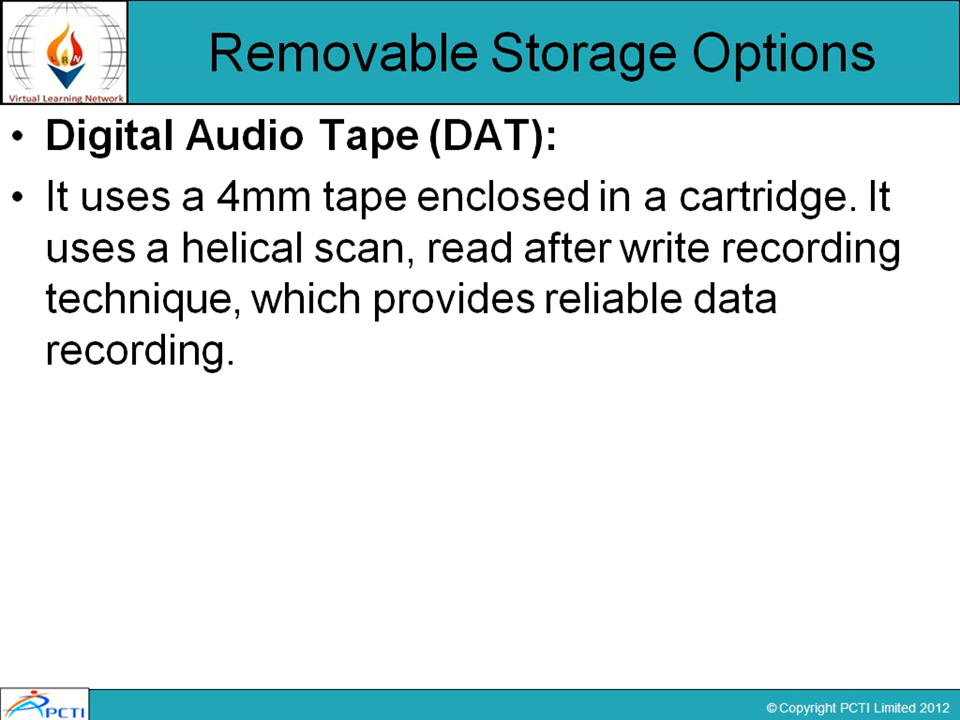 Removable Storage Options
RN
Virtual Learning Network
• Digital Audio Tape (DAT):
• It uses a 4mm tape enclosed in a cartridge. It
uses a helical scan, read after write recording
technique, which provides reliable data
recording.
PCTI
© Copyright PCTI Limited 2012